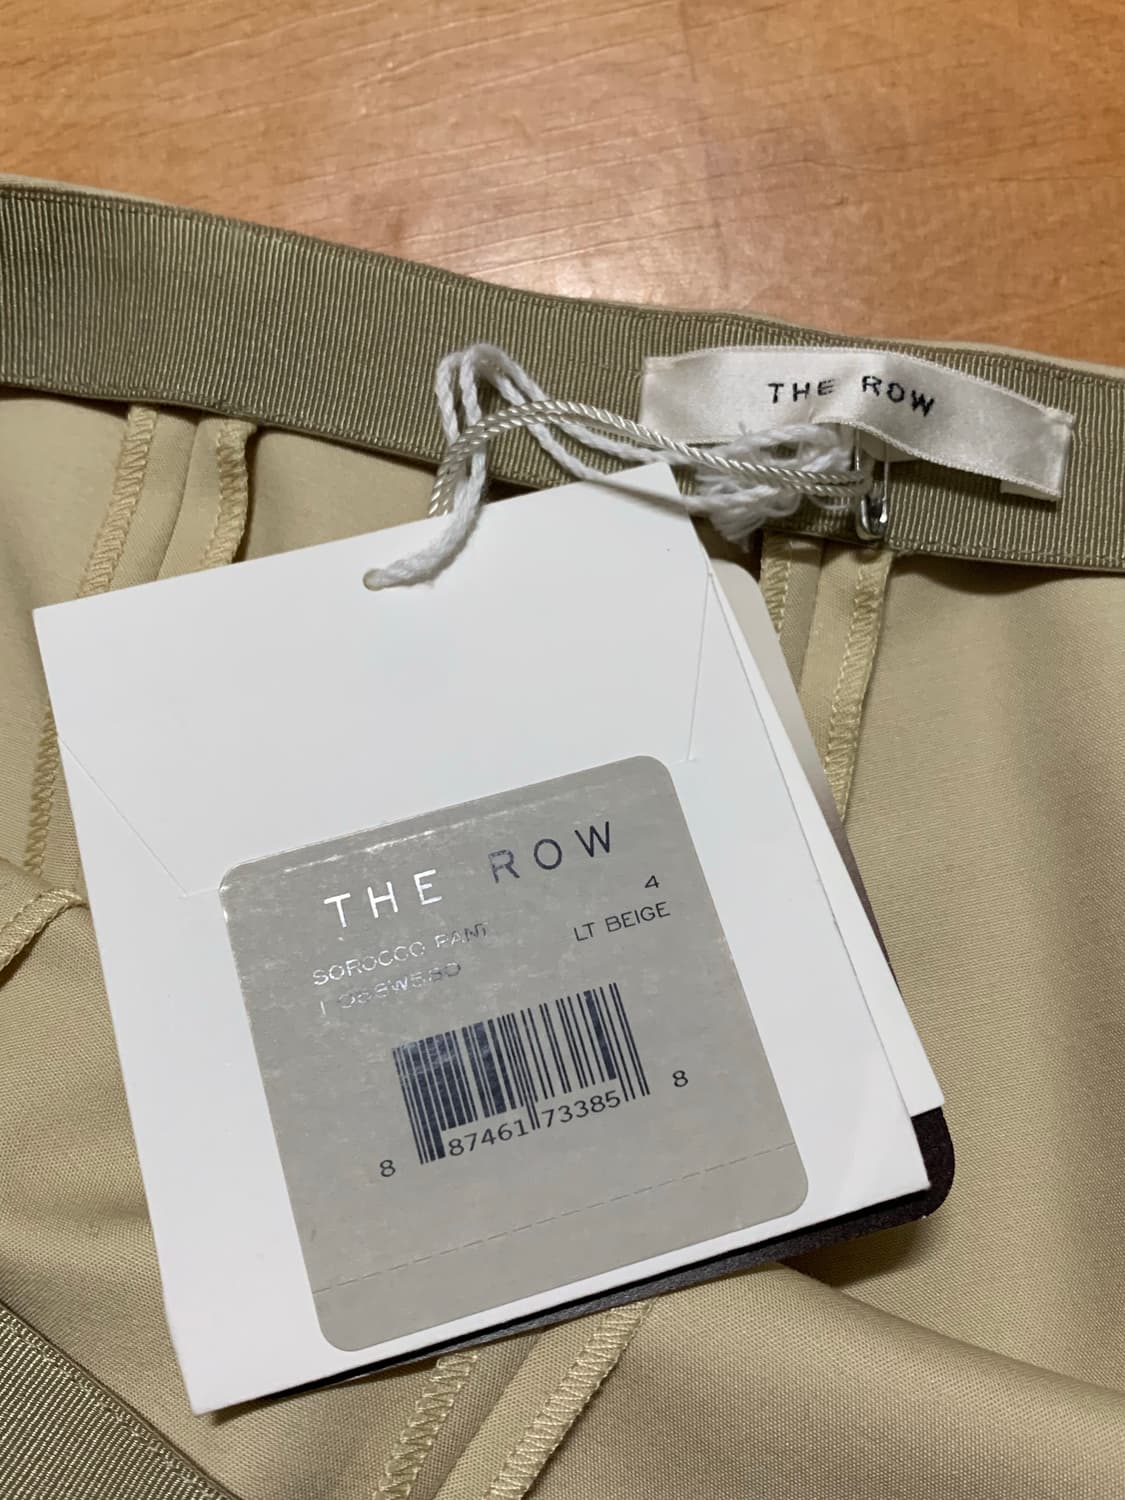 THE ROW
THE ROW
4
SOROCCO PANT LT BEIGE
8 87461 73385 8